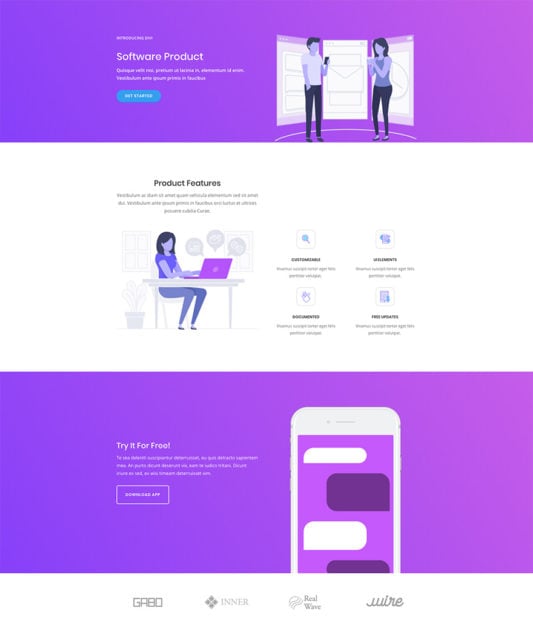 INTRODUCING DIVI
Software Product
Quisque velit nisi, pretium ut lacinia in, elementum id enim.
Vestibulum ante ipsum primis in faucibus
GET STARTED
Product Features
Vestibulum ac diam sit amet quam vehicula elementum sed sit amet
dui. Vestibulum ante ipsum primis in faucibus orci luctus et ultrices
posuere cubilia Curae;
CUSTOMIZABLE
Vivamus suscipit tortor eget felis
porttitor volutpat.
UI ELEMENTS
Vivamus suscipit tortor eget felis
porttitor volutpat.
DOCUMENTED
Vivamus suscipit tortor eget felis
porttitor volutpat.
FREE UPDATES
Vivamus suscipit tortor eget felis
porttitor volutpat.
Try It For Free!
Te sea deleniti suscipiantur deterruisset, eu quis detracto sapientem
mea. An purto dicunt deserunt vix, eam te iudico tritani. Dicunt
iriure ex sed, ex wisi timeam deterruisset vim.
DOWNLOAD APP
GABO
INNER
Real
Wave
wire